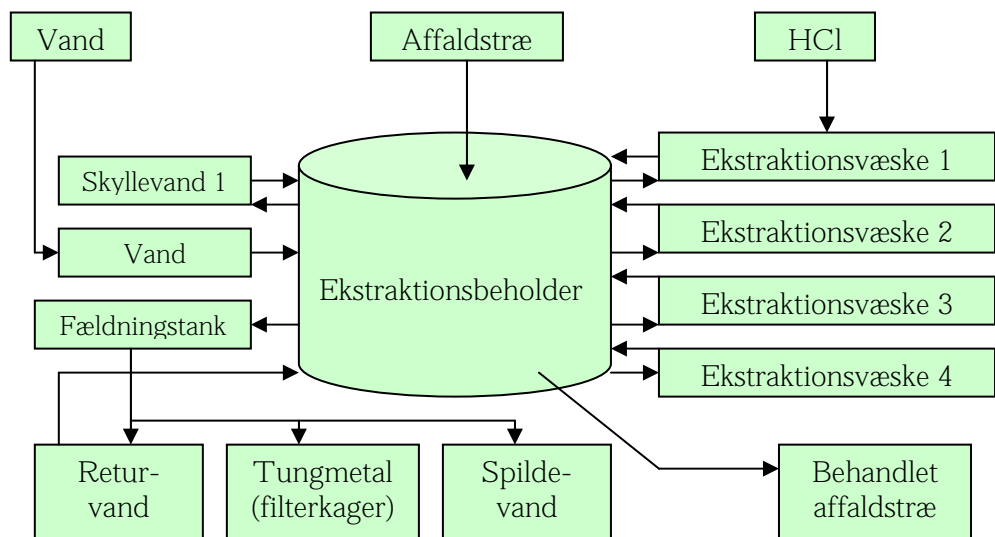 Vand
Affaldstræ
HCl
Ekstraktionsvæske 1
Skyllevand 1
Ekstraktionsvæske 2
Vand
Ekstraktionsbeholder
Ekstraktionsvæske 3
Fældningstank
Ekstraktionsvæske 4
Retur-
vand
Tungmetal
(filterkager)
Spilde-
vand
Behandlet
affaldstræ